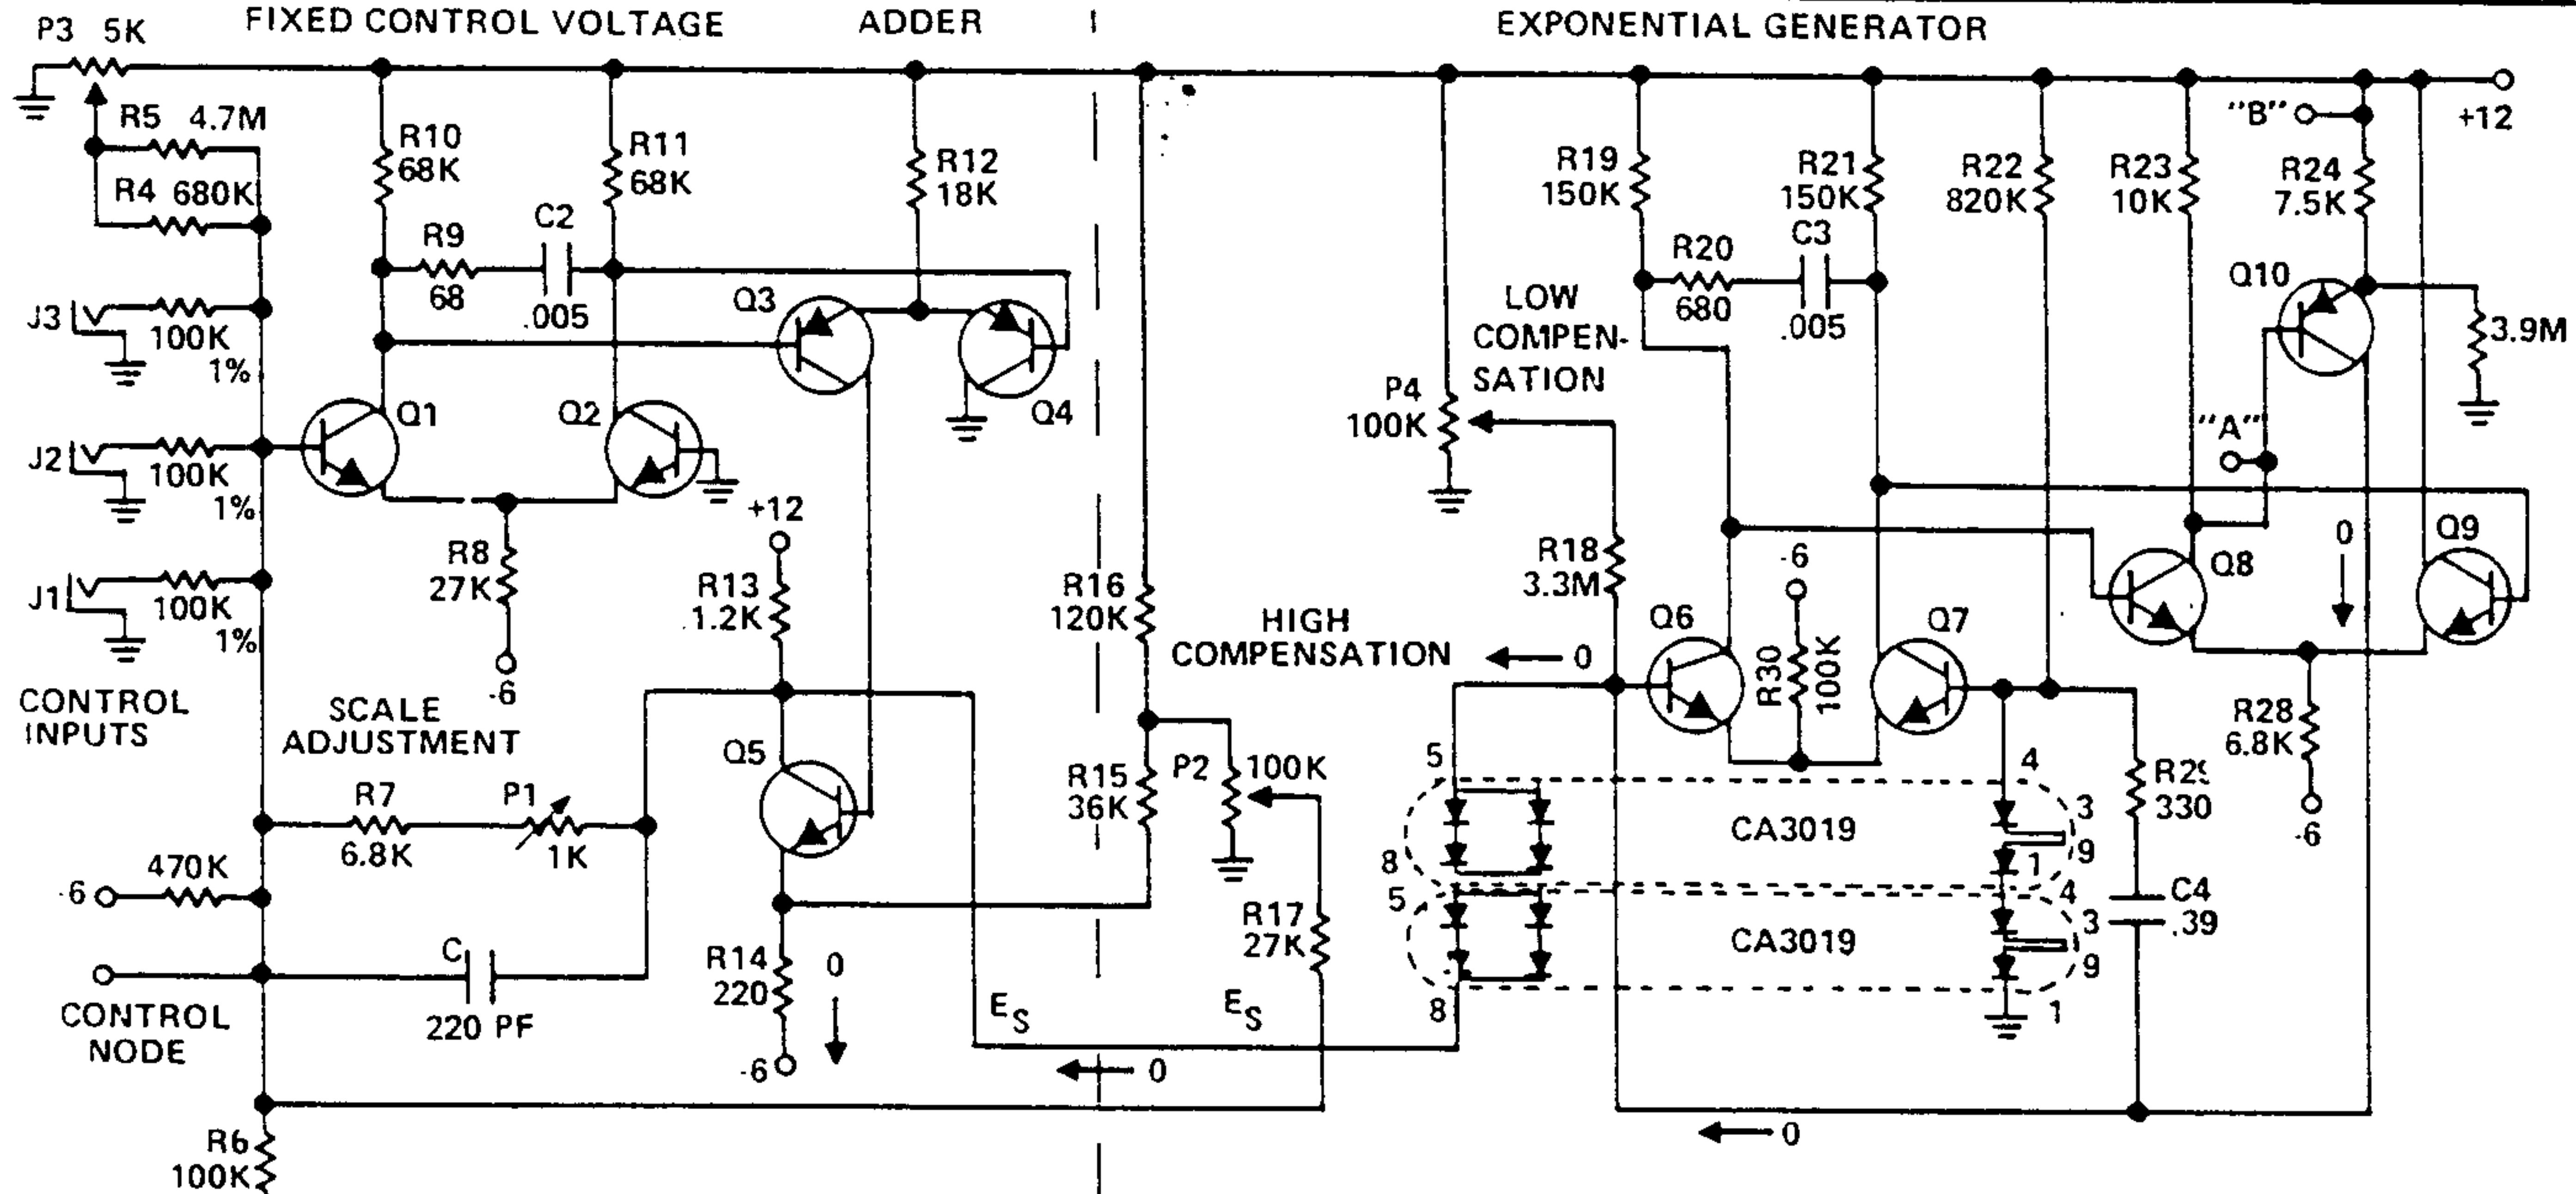 FIXED CONTROL VOLTAGE ADDER
EXPONENTIAL GENERATOR
P3 5K
R5 4.7M
R4 680K
R10
68K
R11
68K
R12
18K
R9
68
C2
.005
Q3
Q4
J3
100K
1%
J2
100K
1%
J1
100K
1%
Q1
Q2
R8
27K
-6
CONTROL
INPUTS
SCALE
ADJUSTMENT
R7
6.8K
P1
1K
470K
-6
C
220 PF
CONTROL
NODE
R6
100K
+12
R13
1.2K
Q5
R14
220
0
-6
R16
120K
R15
36K
HIGH
COMPENSATION
P2 100K
R17
27K
ES
ES
0
LOW
COMPEN-
SATION
P4
100K
R18
3.3M
0
R19
150K
R20
680
C3
.005
R21
150K
R22
820K
R23
10K
R24
7.5K
"B"
+12
Q10
3.9M
"A"
Q6
-6
R30
100K
Q7
Q8
Q9
0
R28
6.8K
-6
5
4
CA3019
3
8
1
9
5
4
CA3019
3
9
8
1
330
C4
.39
0